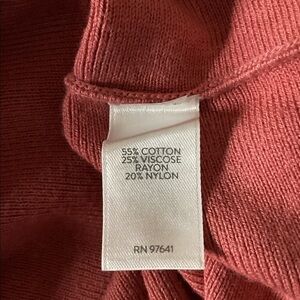 55% COTTON
25% VISCOSE
RAYON
20% NYLON
RN 97641